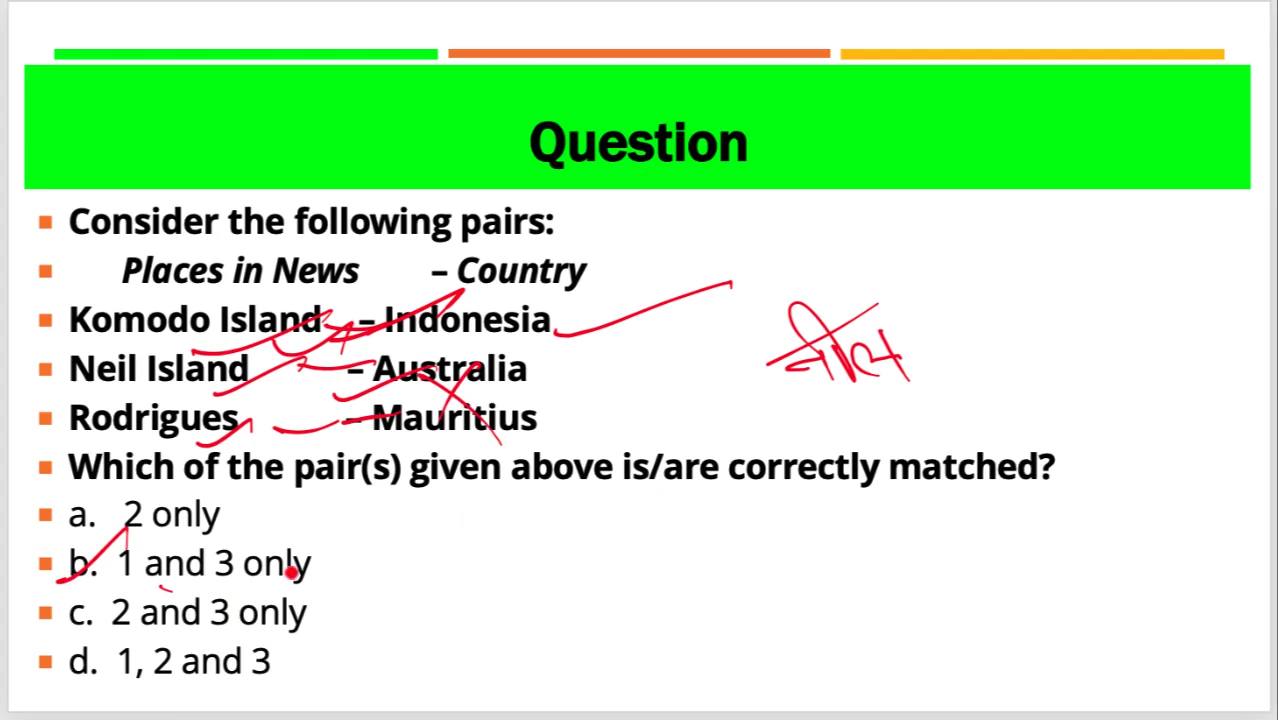 Question
Consider the following pairs:
Places in News – Country
Komodo Island – Indonesia
Neil Island – Australia
Rodrigues – Mauritius
Which of the pair(s) given above is/are correctly matched?
a. 2 only
b. 1 and 3 only
c. 2 and 3 only
d. 1, 2 and 3